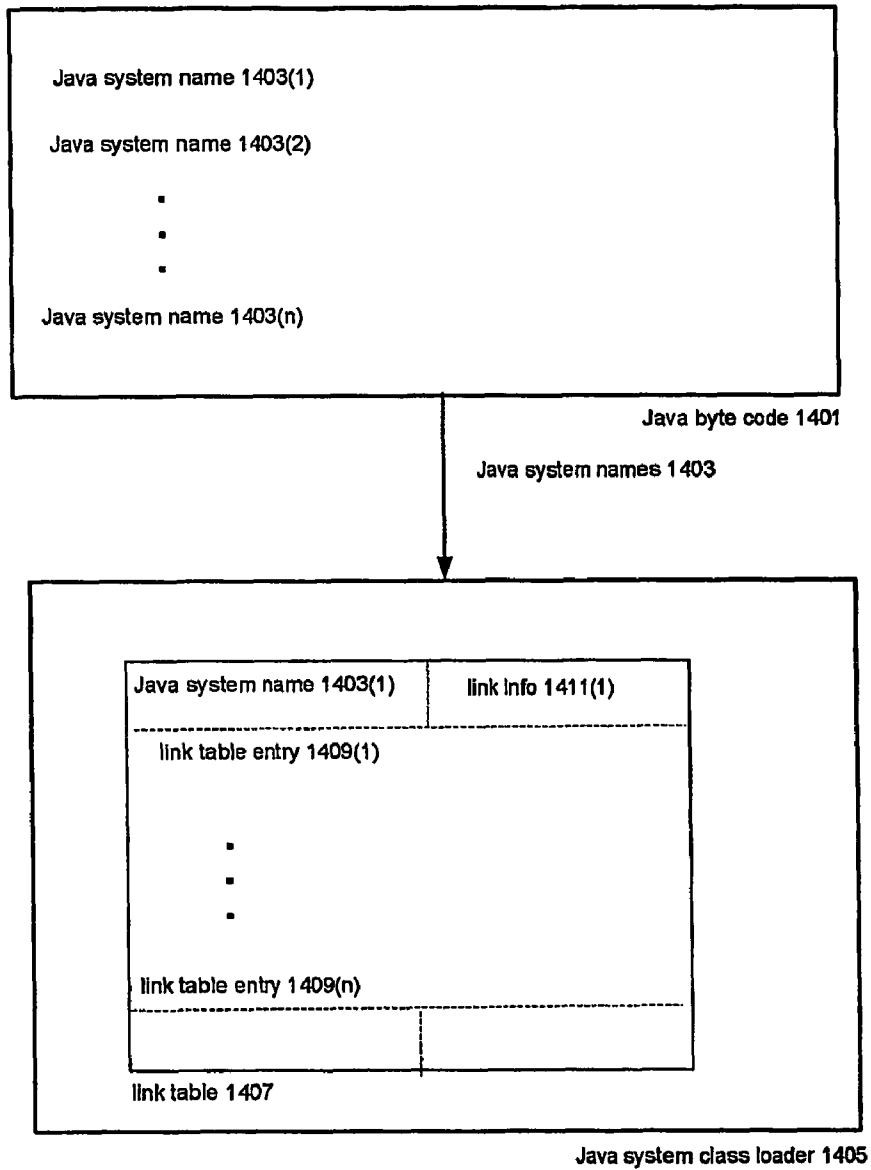 Java system name 1403(1)
Java system name 1403(2)
Java system name 1403(n)
Java byte code 1401
Java system names 1403
Java system name 1403(1)
link info 1411(1)
link table entry 1409(1)
link table entry 1409(n)
link table 1407
Java system class loader 1405